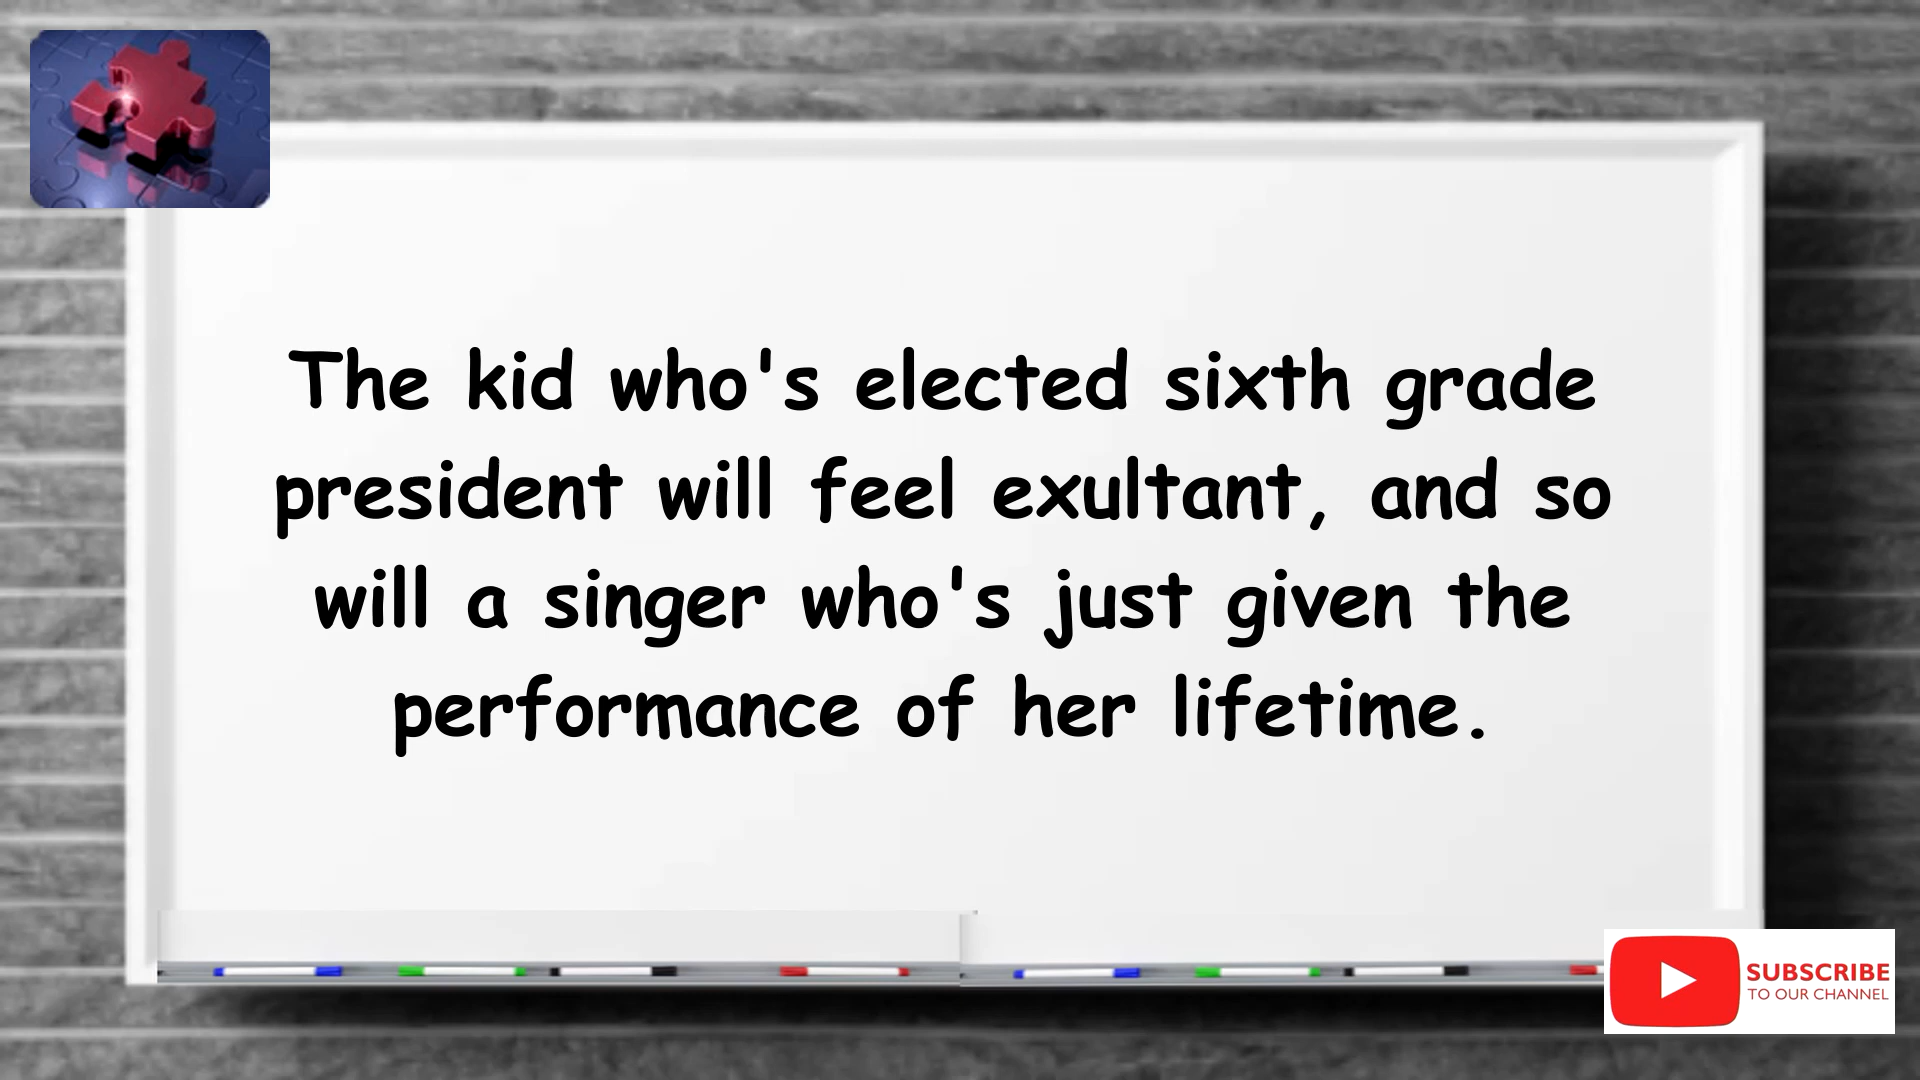 The kid who's elected sixth grade
president will feel exultant, and so
will a singer who's just given the
performance of her lifetime.
SUBSCRIBE
TO OUR CHANNEL